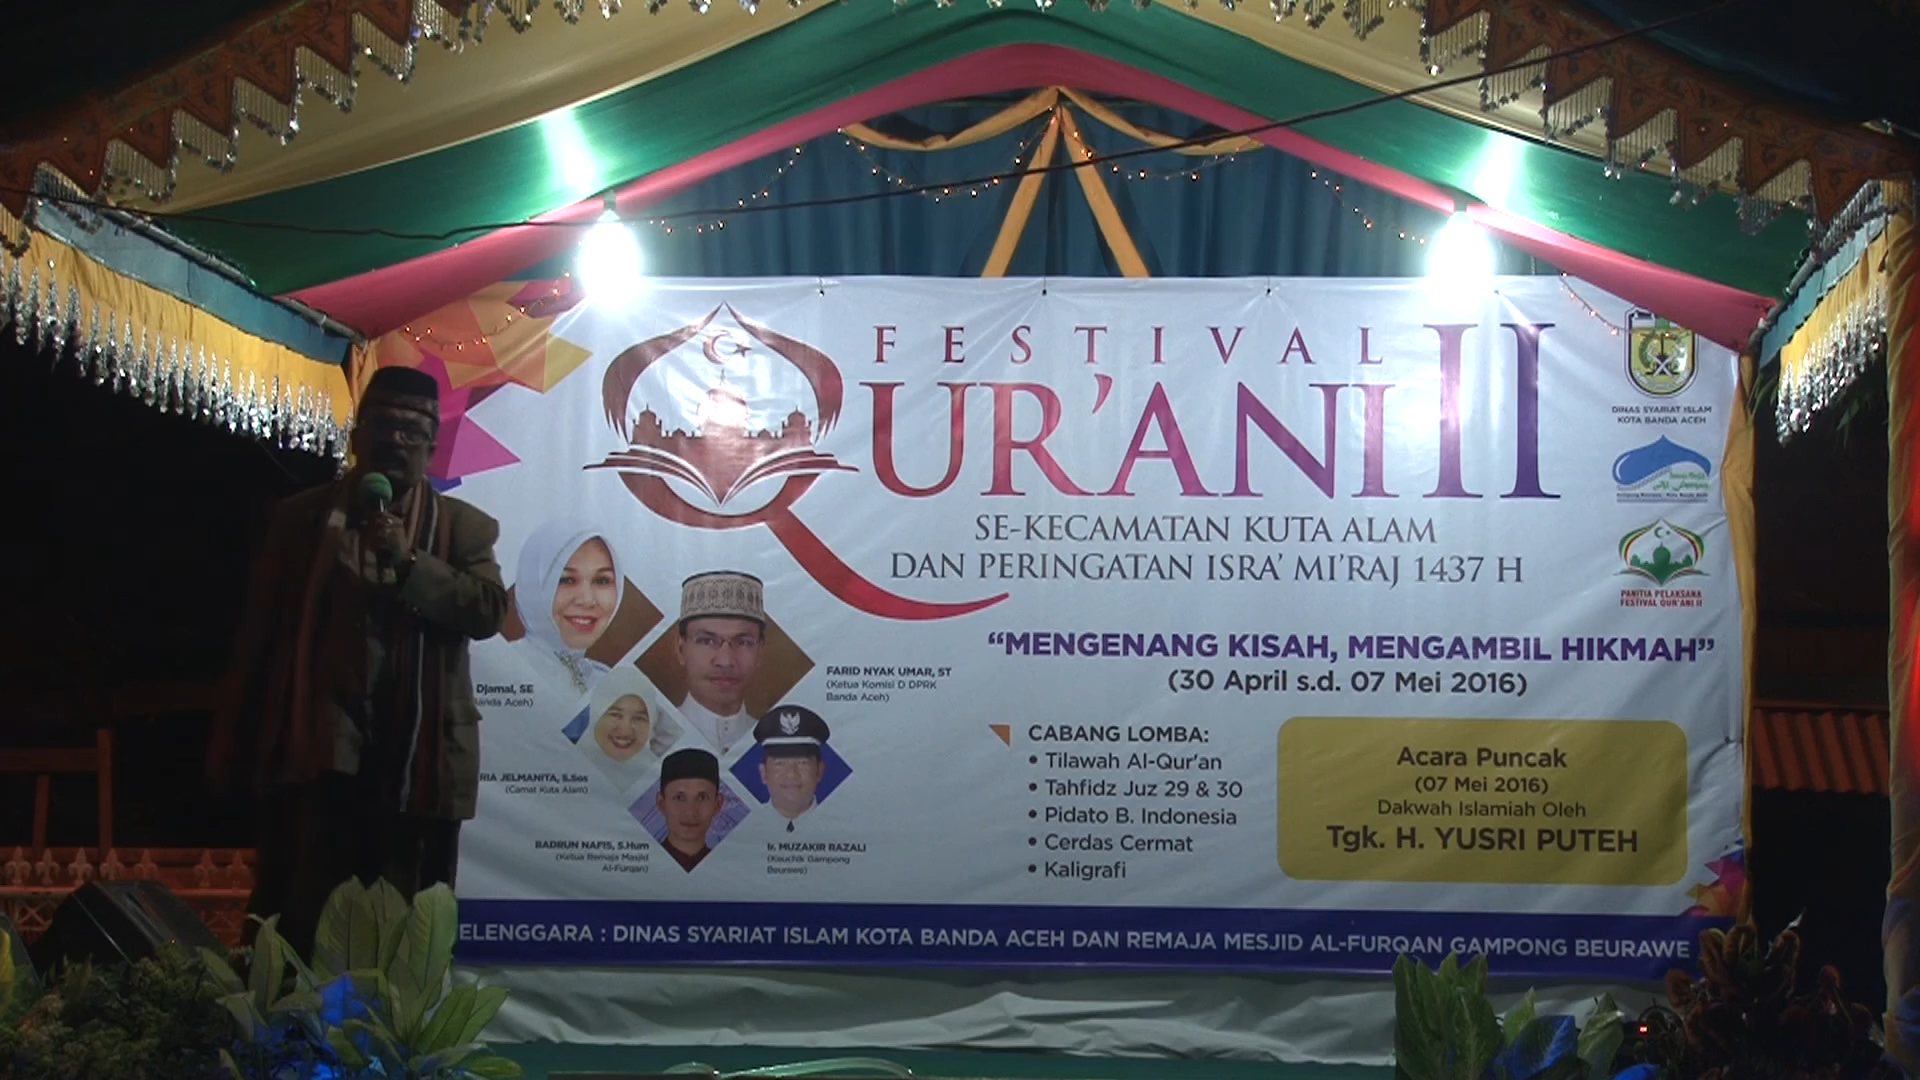 FESTIVAL
QUR'ANI II
SE-KECAMATAN KUTA ALAM
DAN PERINGATAN ISRA' MI'RAJ 1437 H
"MENGENANG KISAH, MENGAMBIL HIKMAH"
(30 April s.d. 07 Mei 2016)
DINAS SYARIAT ISLAM
KOTA BANDA ACEH
PANITIA PELAKSANA
FESTIVAL QUR'ANI II
Djamal, SE
Banda Aceh)
FARID NYAK UMAR, ST
(Ketua Komisi D DPRK
Banda Aceh)
RIA JELMANITA, S.Sos
(Camat Kuta Alam)
BADRUN NAFIS, S.Hum
(Ketua Remaja Masjid
Al-Furqan)
Ir. MUZAKIR RAZALI
(Keuchik Gampong
Beurawe)
CABANG LOMBA:
• Tilawah Al-Qur'an
• Tahfidz Juz 29 & 30
• Pidato B. Indonesia
• Cerdas Cermat
• Kaligrafi
Acara Puncak
(07 Mei 2016)
Dakwah Islamiah Oleh
Tgk. H. YUSRI PUTEH
ELENGGARA : DINAS SYARIAT ISLAM KOTA BANDA ACEH DAN REMAJA MESJID AL-FURQAN GAMPONG BEURAWE